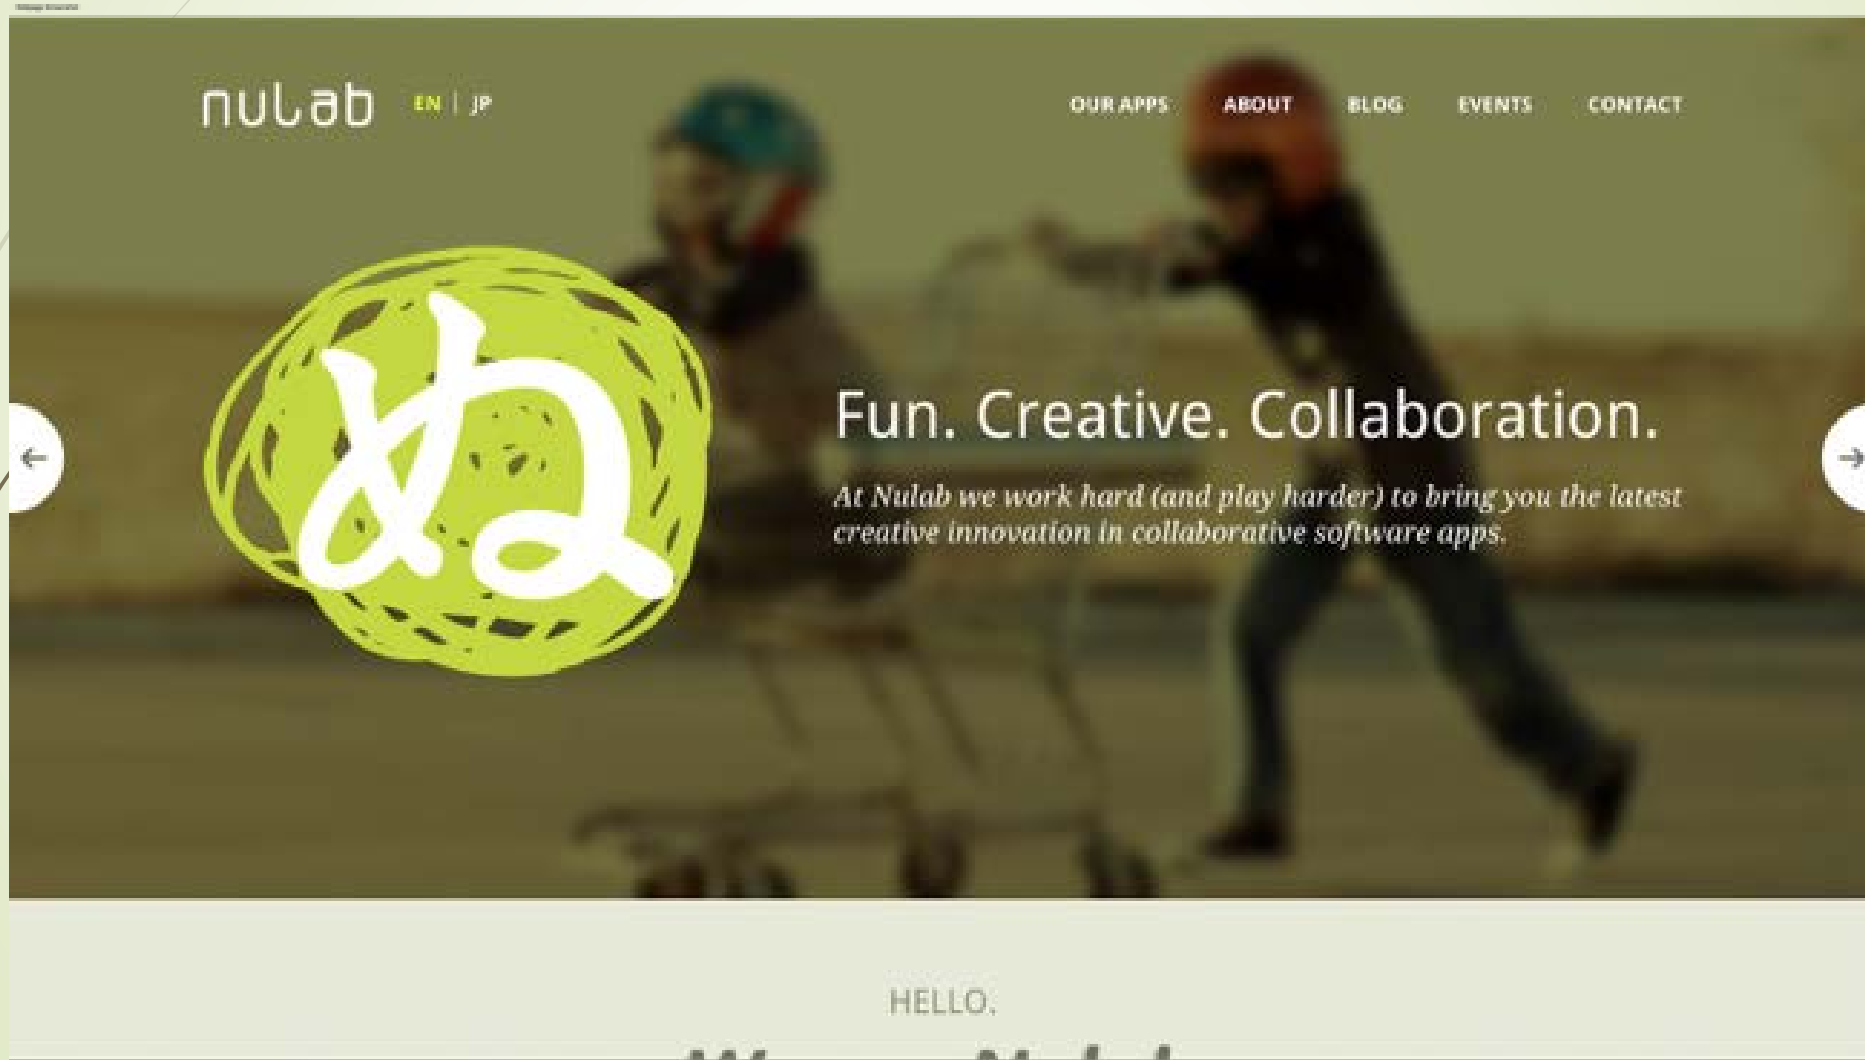 nulab
EN | JP
OUR APPS ABOUT BLOG EVENTS CONTACT
ぬ
Fun. Creative. Collaboration.
At Nulab we work hard (and play harder) to bring you the latest
creative innovation in collaborative software apps.
HELLO.